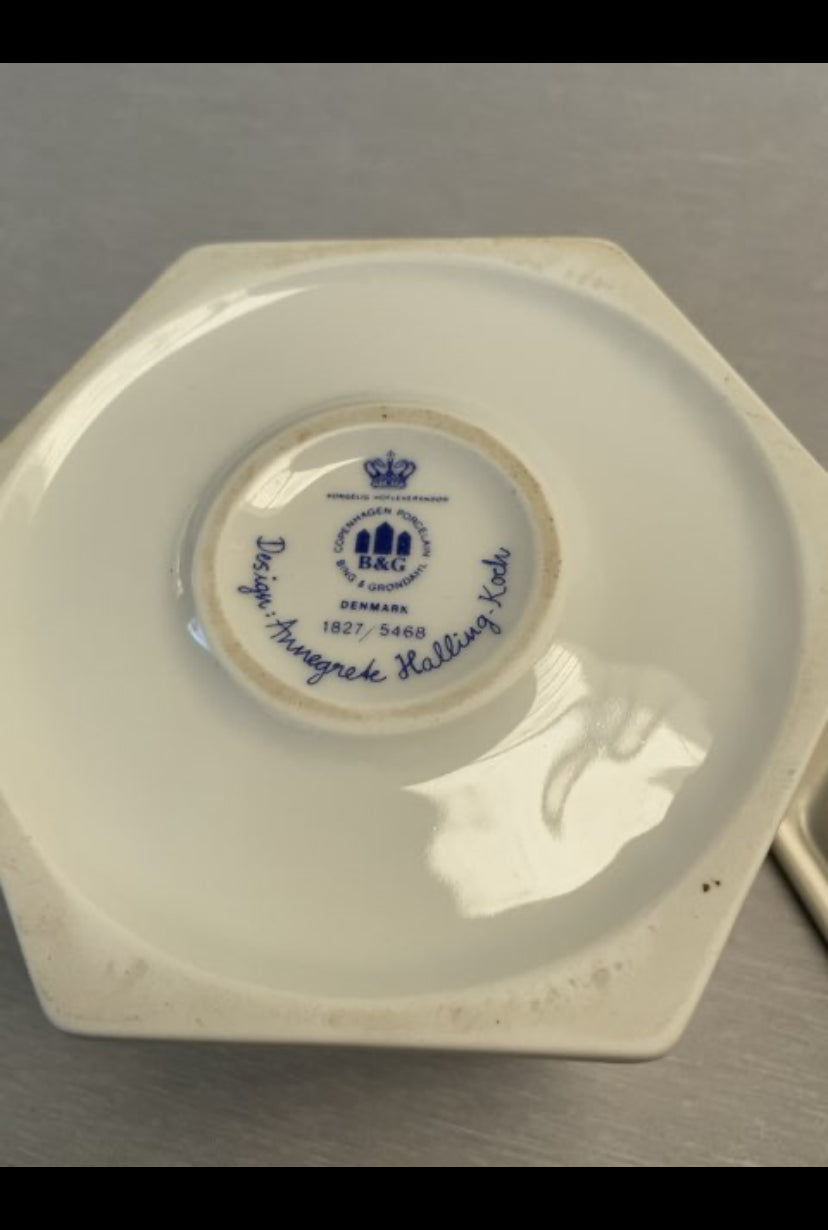 KONGELIG HOFLEVERANDØR
COPENHAGEN PORCELAIN
B&G
BING & GRØNDAHL
DENMARK
1827/5468
Design: Annegrete Halling-Koch